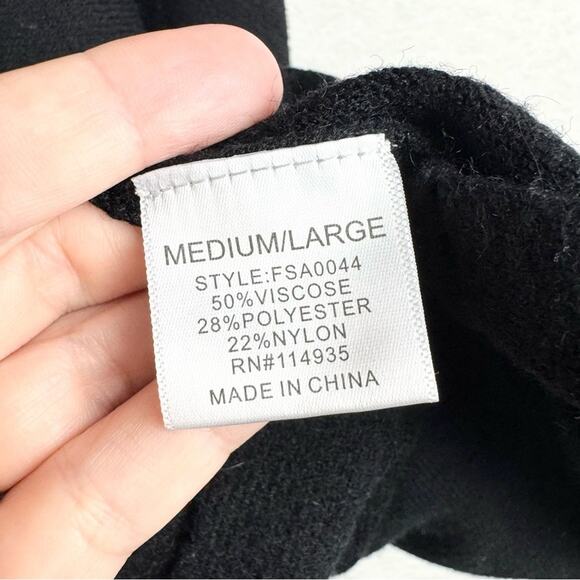 MEDIUM/LARGE
STYLE:FSA0044
50%VISCOSE
28%POLYESTER
22%NYLON
RN#114935
MADE IN CHINA